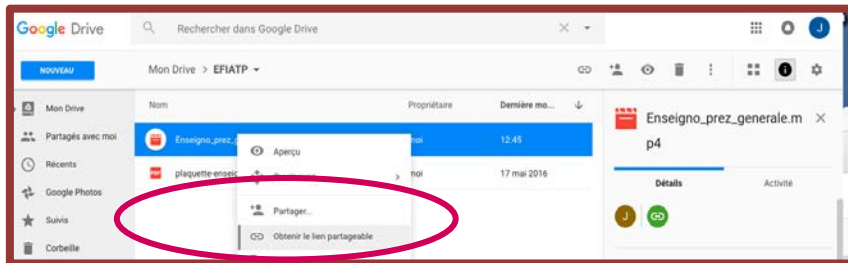 Google Drive
Rechercher dans Google Drive
J
NOUVEAU
Mon Drive > EFIATP
Mon Drive
Partagés avec moi
Récents
Google Photos
Suivis
Corbeille
Nom
Propriétaire
Dernière mo...
Enseigno_prez_g
moi
12:45
PDF
plaquette-enseig
moi
17 mai 2016
Aperçu
Partager...
Obtenir le lien partageable
Enseigno_prez_generale.m
p4
Détails
Activité
J